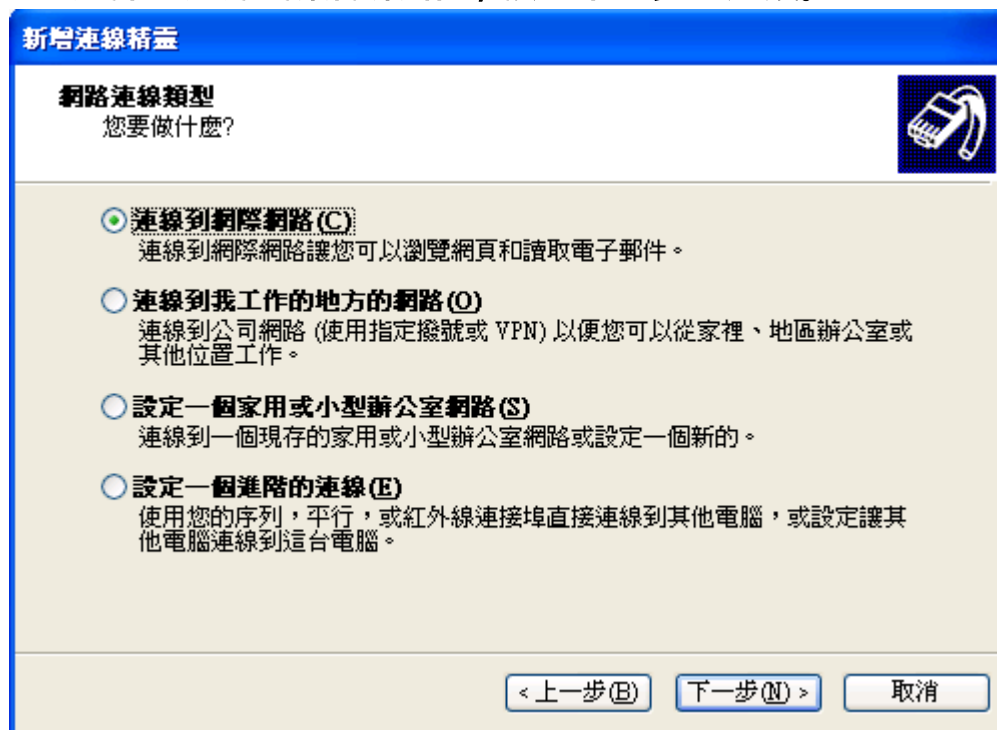 新增連線精靈
網路連線類型
您要做什麼?
連線到網際網路(C)
連線到網際網路讓您可以瀏覽網頁和讀取電子郵件。
連線到我工作的地方的網路(O)
連線到公司網路 (使用指定撥號或 VPN) 以便您可以從家裡、地區辦公室或
其他位置工作。
設定一個家用或小型辦公室網路(S)
連線到一個現存的家用或小型辦公室網路或設定一個新的。
設定一個進階的連線(E)
使用您的序列，平行，或紅外線連接埠直接連線到其他電腦，或設定讓其
他電腦連線到這台電腦。
<上一步(B) 下一步(N)> 取消